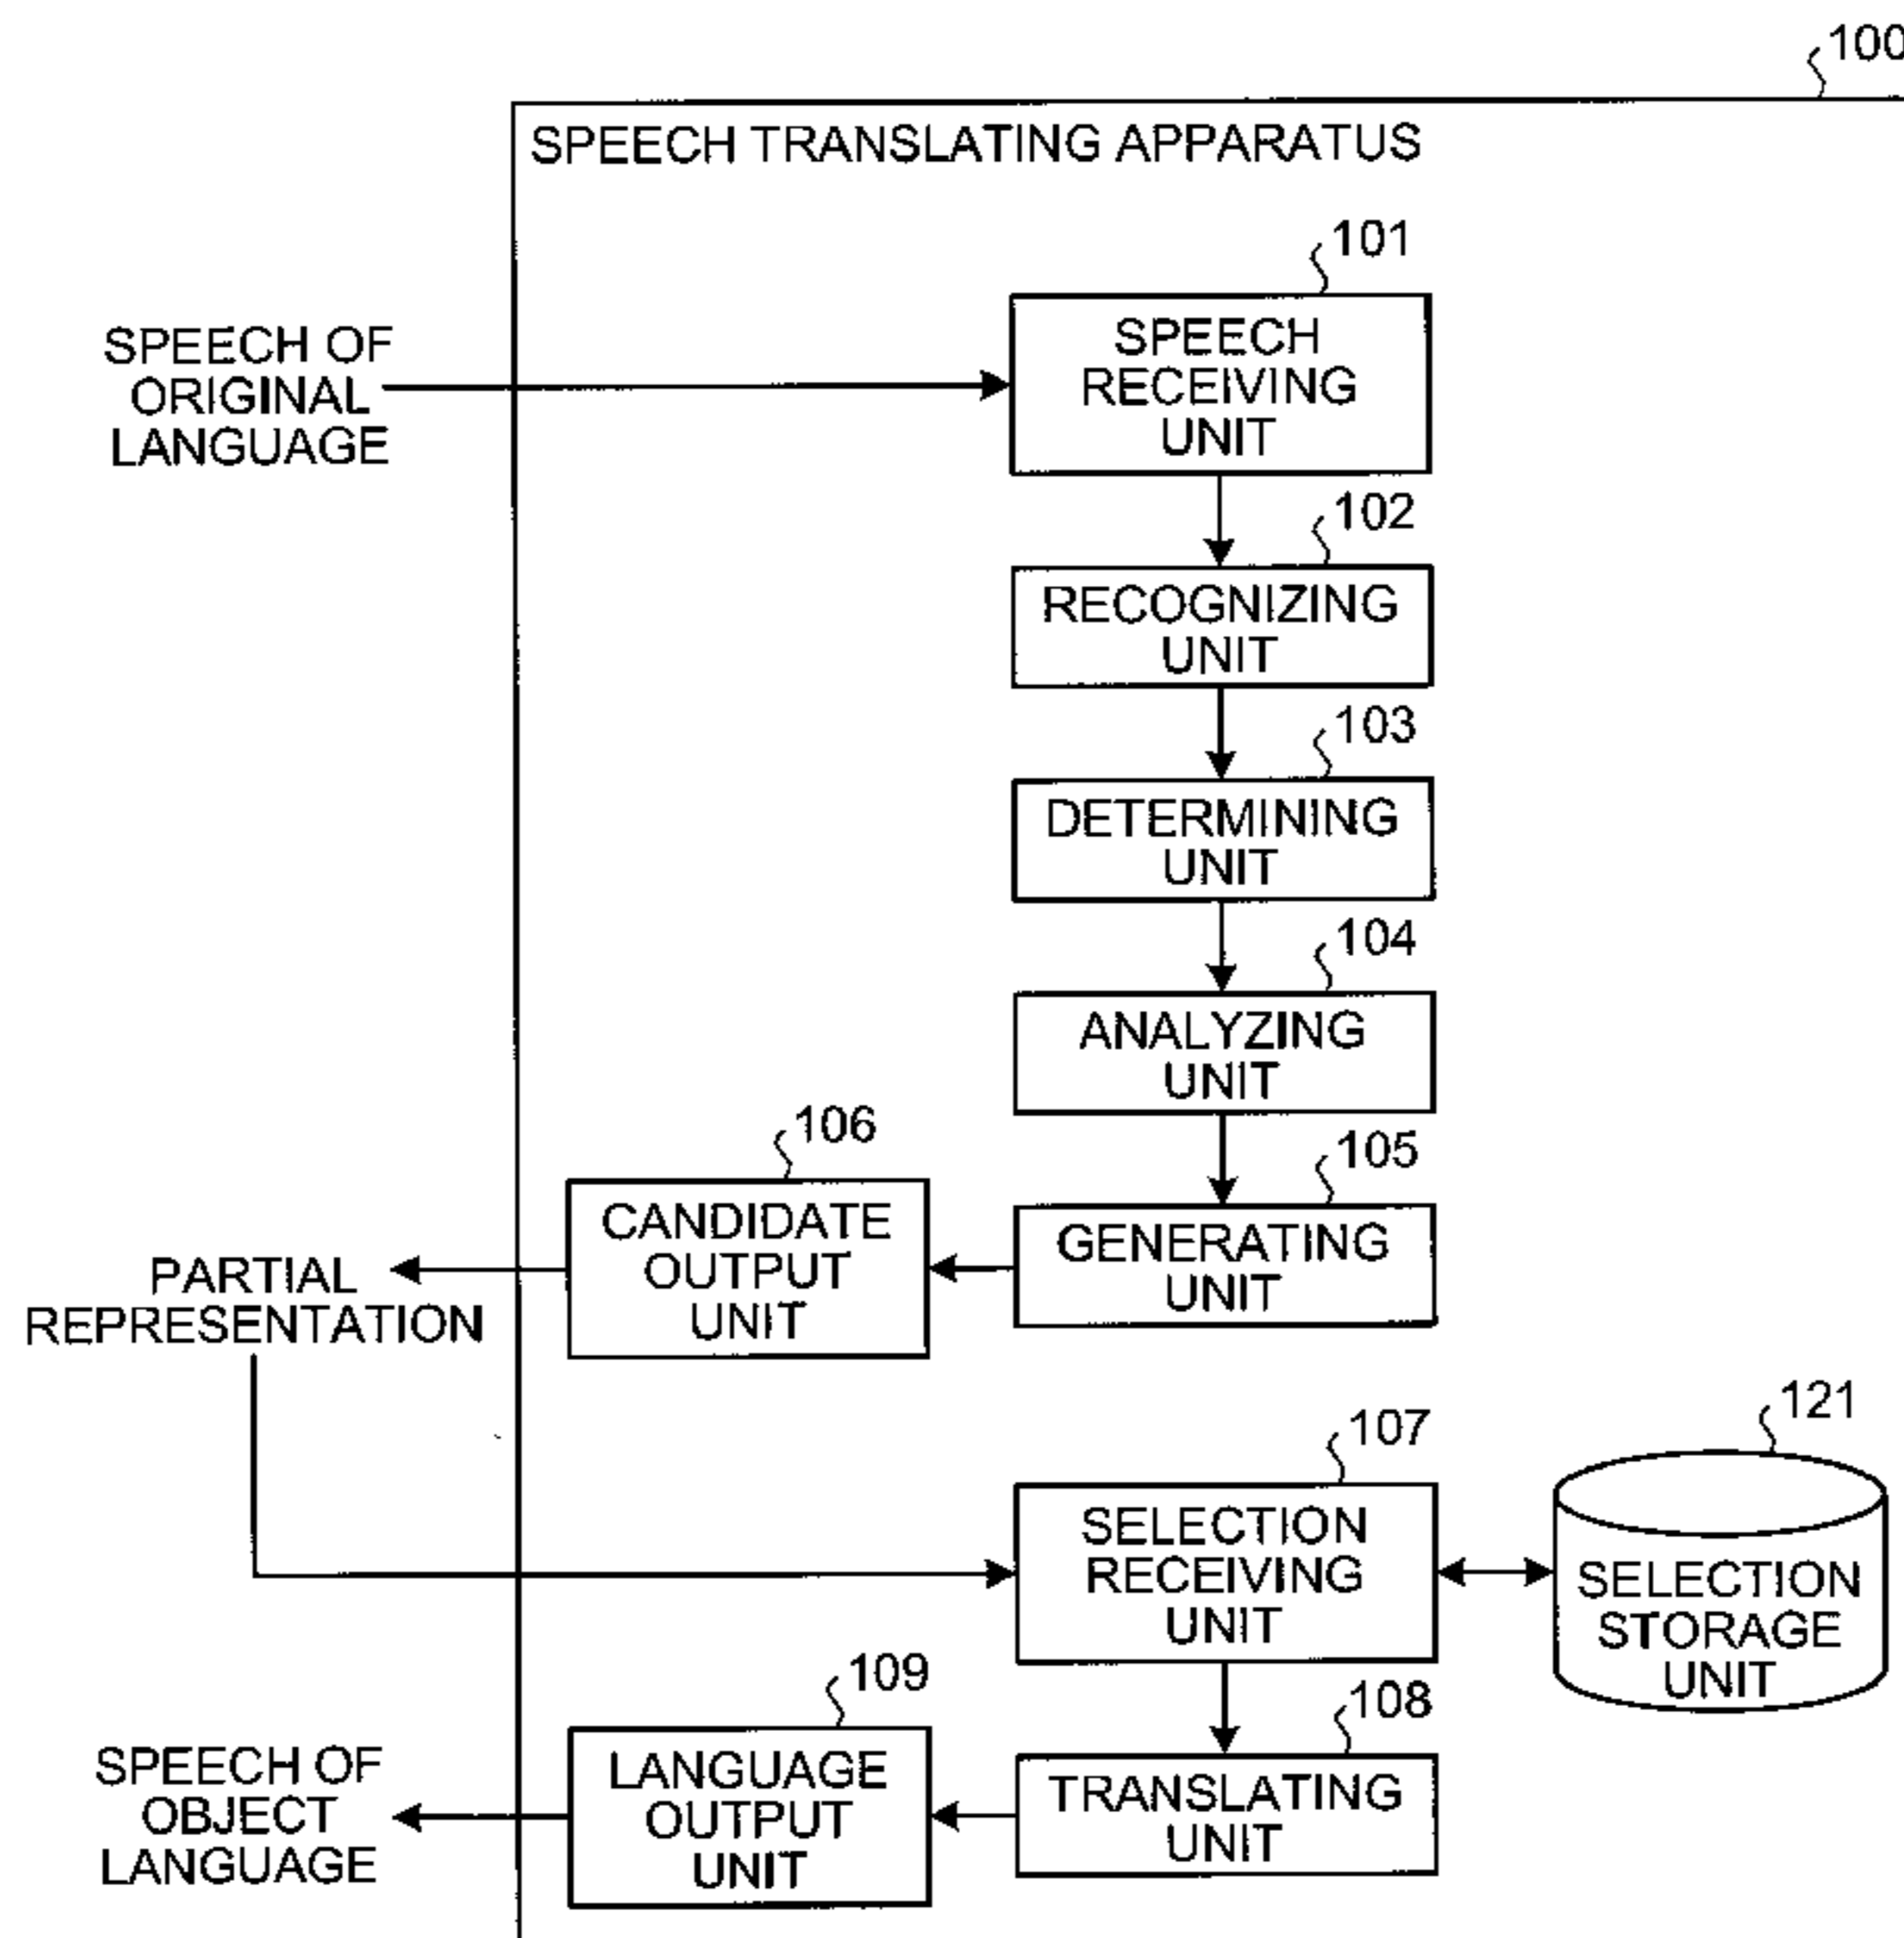 100
SPEECH TRANSLATING APPARATUS
101
SPEECH OF
ORIGINAL
LANGUAGE
SPEECH
RECEIVING
UNIT
102
RECOGNIZING
UNIT
103
DETERMINING
UNIT
104
ANALYZING
UNIT
105
GENERATING
UNIT
106
CANDIDATE
OUTPUT
UNIT
PARTIAL
REPRESENTATION
107
SELECTION
RECEIVING
UNIT
121
SELECTION
STORAGE
UNIT
108
TRANSLATING
UNIT
109
LANGUAGE
OUTPUT
UNIT
SPEECH OF
OBJECT
LANGUAGE